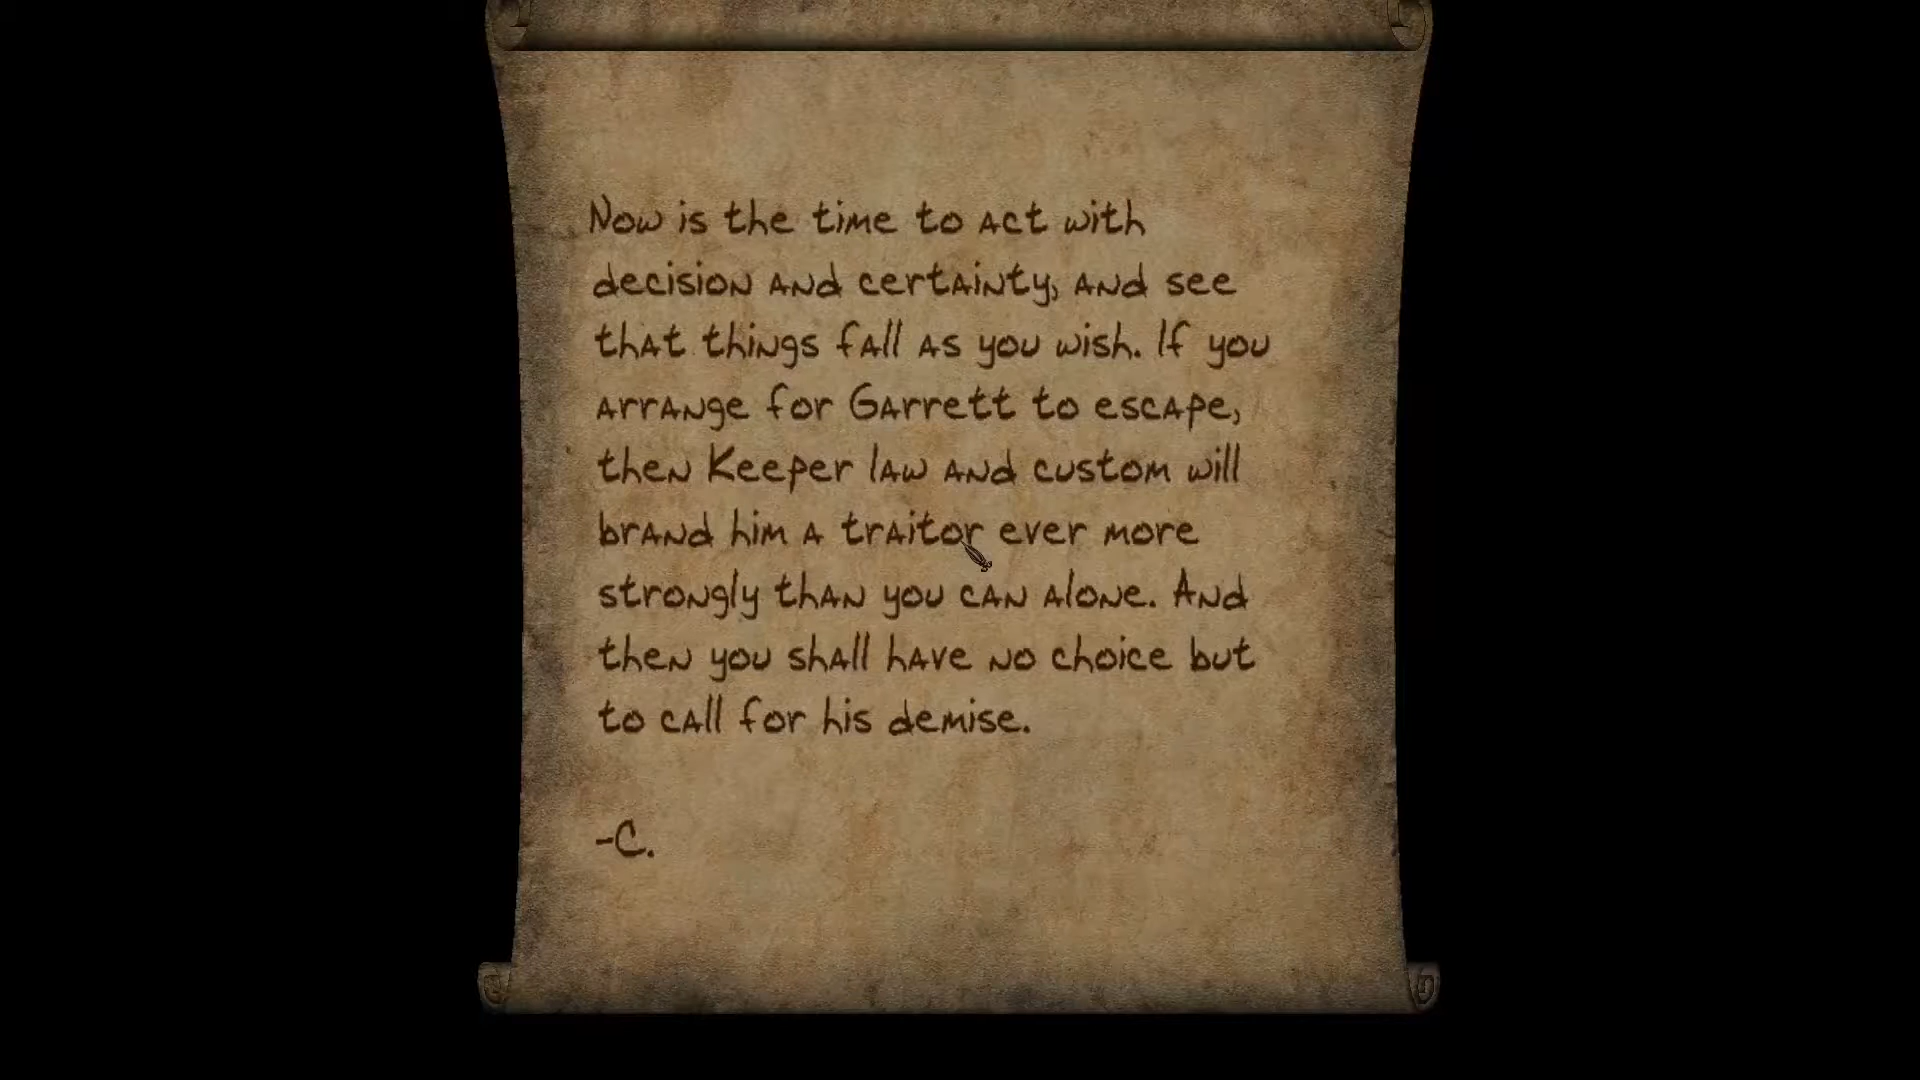 Now is the time to act with
decision and certainty, and see
that things fall as you wish. If you
arrange for Garrett to escape,
then Keeper law and custom will
brand him a traitor ever more
strongly than you can alone. And
then you shall have no choice but
to call for his demise.
-C.